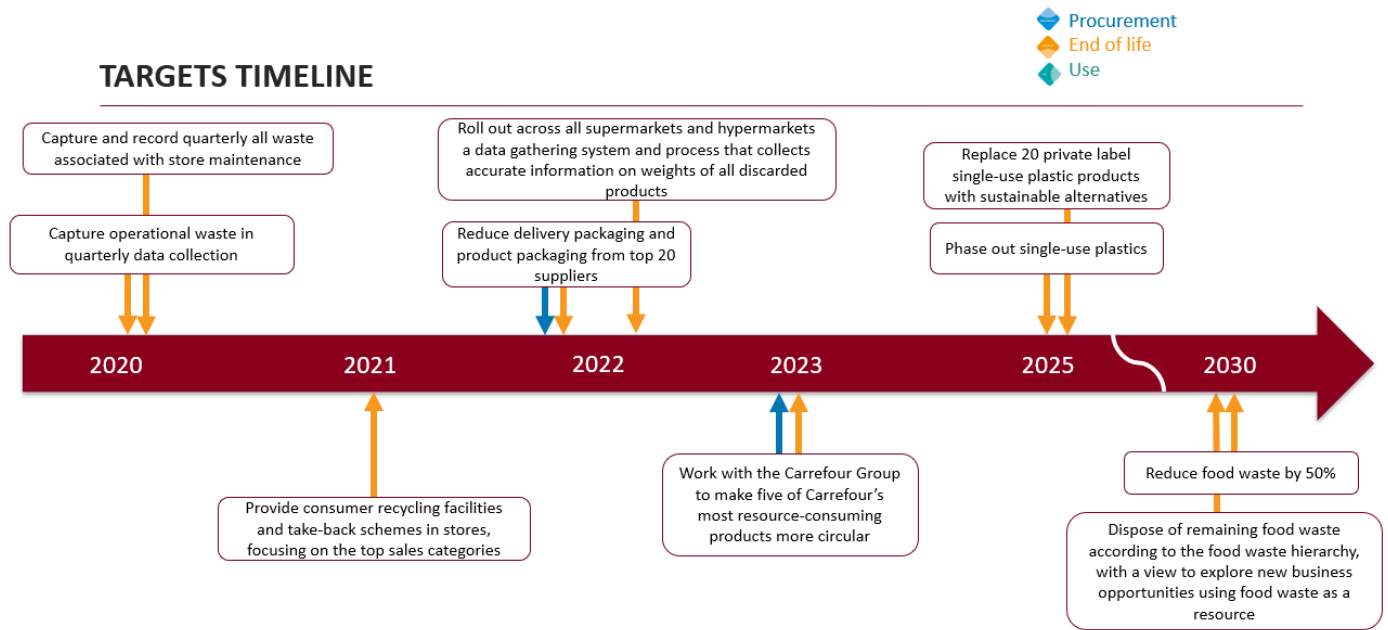 Procurement
End of life
Use
TARGETS TIMELINE
Capture and record quarterly all waste
associated with store maintenance
Capture operational waste in
quarterly data collection
Roll out across all supermarkets and hypermarkets
a data gathering system and process that collects
accurate information on weights of all discarded
products
Reduce delivery packaging and
product packaging from top 20
suppliers
Replace 20 private label
single-use plastic products
with sustainable alternatives
Phase out single-use plastics
2020
2021
2022
2023
2025
2030
Provide consumer recycling facilities
and take-back schemes in stores,
focusing on the top sales categories
Work with the Carrefour Group
to make five of Carrefour’s
most resource-consuming
products more circular
Reduce food waste by 50%
Dispose of remaining food waste
according to the food waste hierarchy,
with a view to explore new business
opportunities using food waste as a
resource